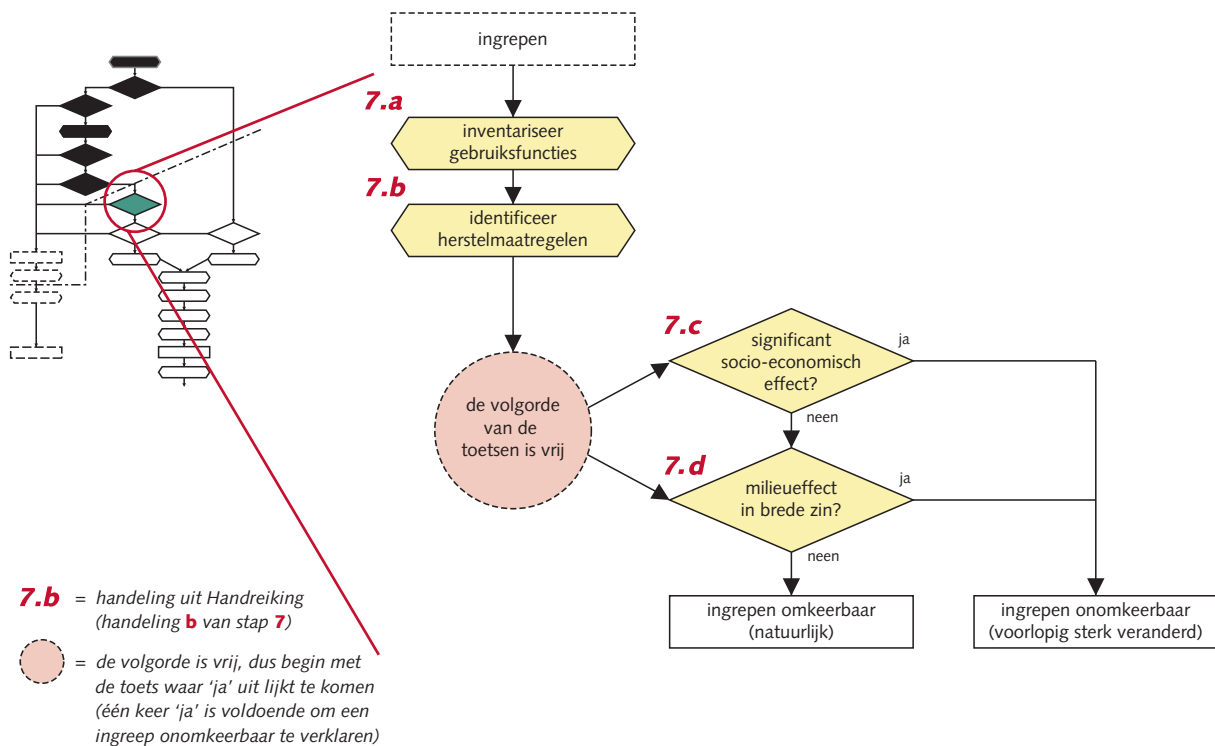 ingrepen
7.a
inventariseer
gebruiksfuncties
7.b
identificeer
herstelmaatregelen
de volgorde
van de
toetsen is vrij
7.c
significant
socio-economisch
effect?
ja
neen
7.d
milieueffect
in brede zin?
ja
neen
ingrepen omkeerbaar
(natuurlijk)
ingrepen onomkeerbaar
(voorlopig sterk veranderd)
7.b = handeling uit Handreiking
(handeling b van stap 7)
= de volgorde is vrij, dus begin met
de toets waar ‘ja’ uit lijkt te komen
(één keer ‘ja’ is voldoende om een
ingreep onomkeerbaar te verklaren)